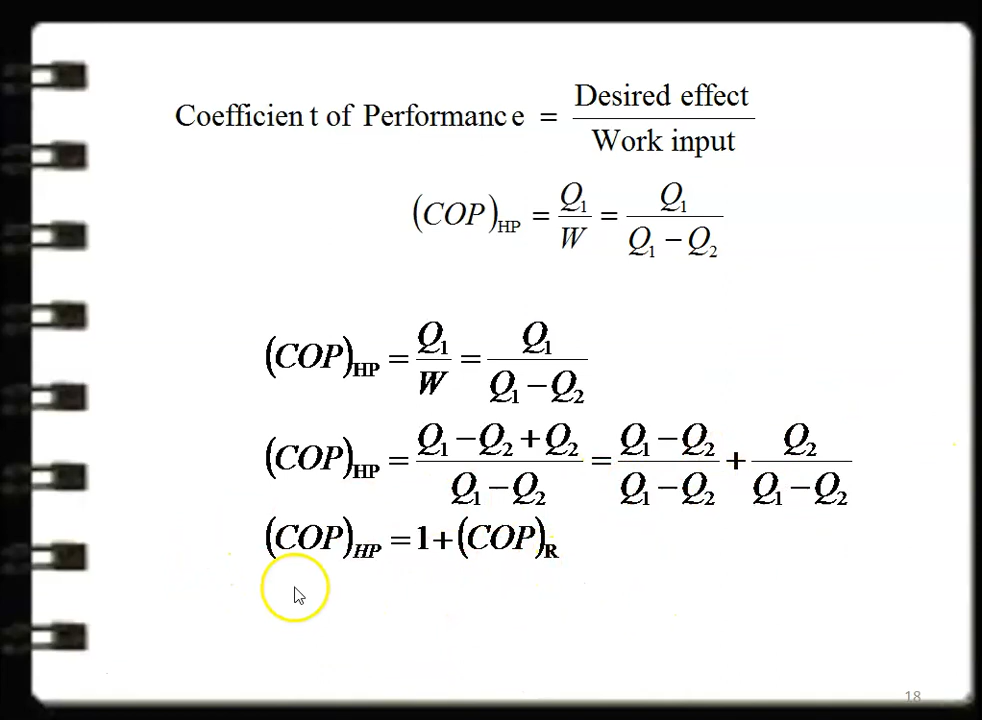 Coefficien t of Performanc e = Desired effect / Work input
(COP)HP = Q1 / W = Q1 / (Q1 − Q2)
(COP)HP = Q1 / W = Q1 / (Q1 − Q2)
(COP)HP = (Q1 − Q2 + Q2) / (Q1 − Q2) = (Q1 − Q2) / (Q1 − Q2) + Q2 / (Q1 − Q2)
(COP)HP = 1 + (COP)R
18